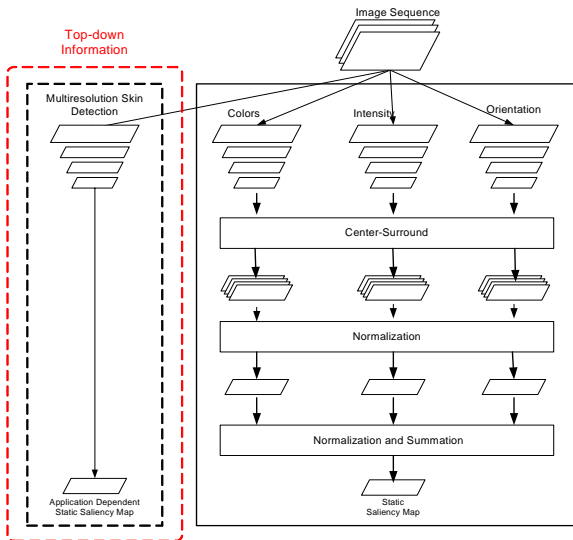 Image Sequence
Top-down
Information
Multiresolution Skin
Detection
Colors
Intensity
Orientation
Center-Surround
Normalization
Normalization and Summation
Application Dependent
Static Saliency Map
Static
Saliency Map